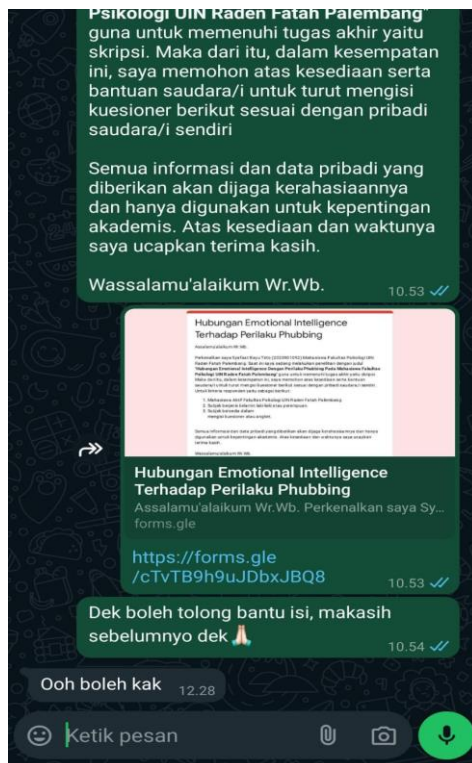 Psikologi UIN Raden Fatah Palembang"
guna untuk memenuhi tugas akhir yaitu
skripsi. Maka dari itu, dalam kesempatan
ini, saya memohon atas kesediaan serta
bantuan saudara/i untuk turut mengisi
kuesioner berikut sesuai dengan pribadi
saudara/i sendiri
Semua informasi dan data pribadi yang
diberikan akan dijaga kerahasiaannya
dan hanya digunakan untuk kepentingan
akademis. Atas kesediaan dan waktunya
saya ucapkan terima kasih.
Wassalamu'alaikum Wr.Wb.
10.53
Hubungan Emotional Intelligence
Terhadap Perilaku Phubbing
Hubungan Emotional Intelligence
Terhadap Perilaku Phubbing
Assalamu'alaikum Wr.Wb. Perkenalkan saya Sy...
forms.gle
https://forms.gle
/cTvTB9h9uJDbxJBQ8
10.53
Dek boleh tolong bantu isi, makasih
sebelumnyo dek
10.54
Ooh boleh kak
12.28
Ketik pesan